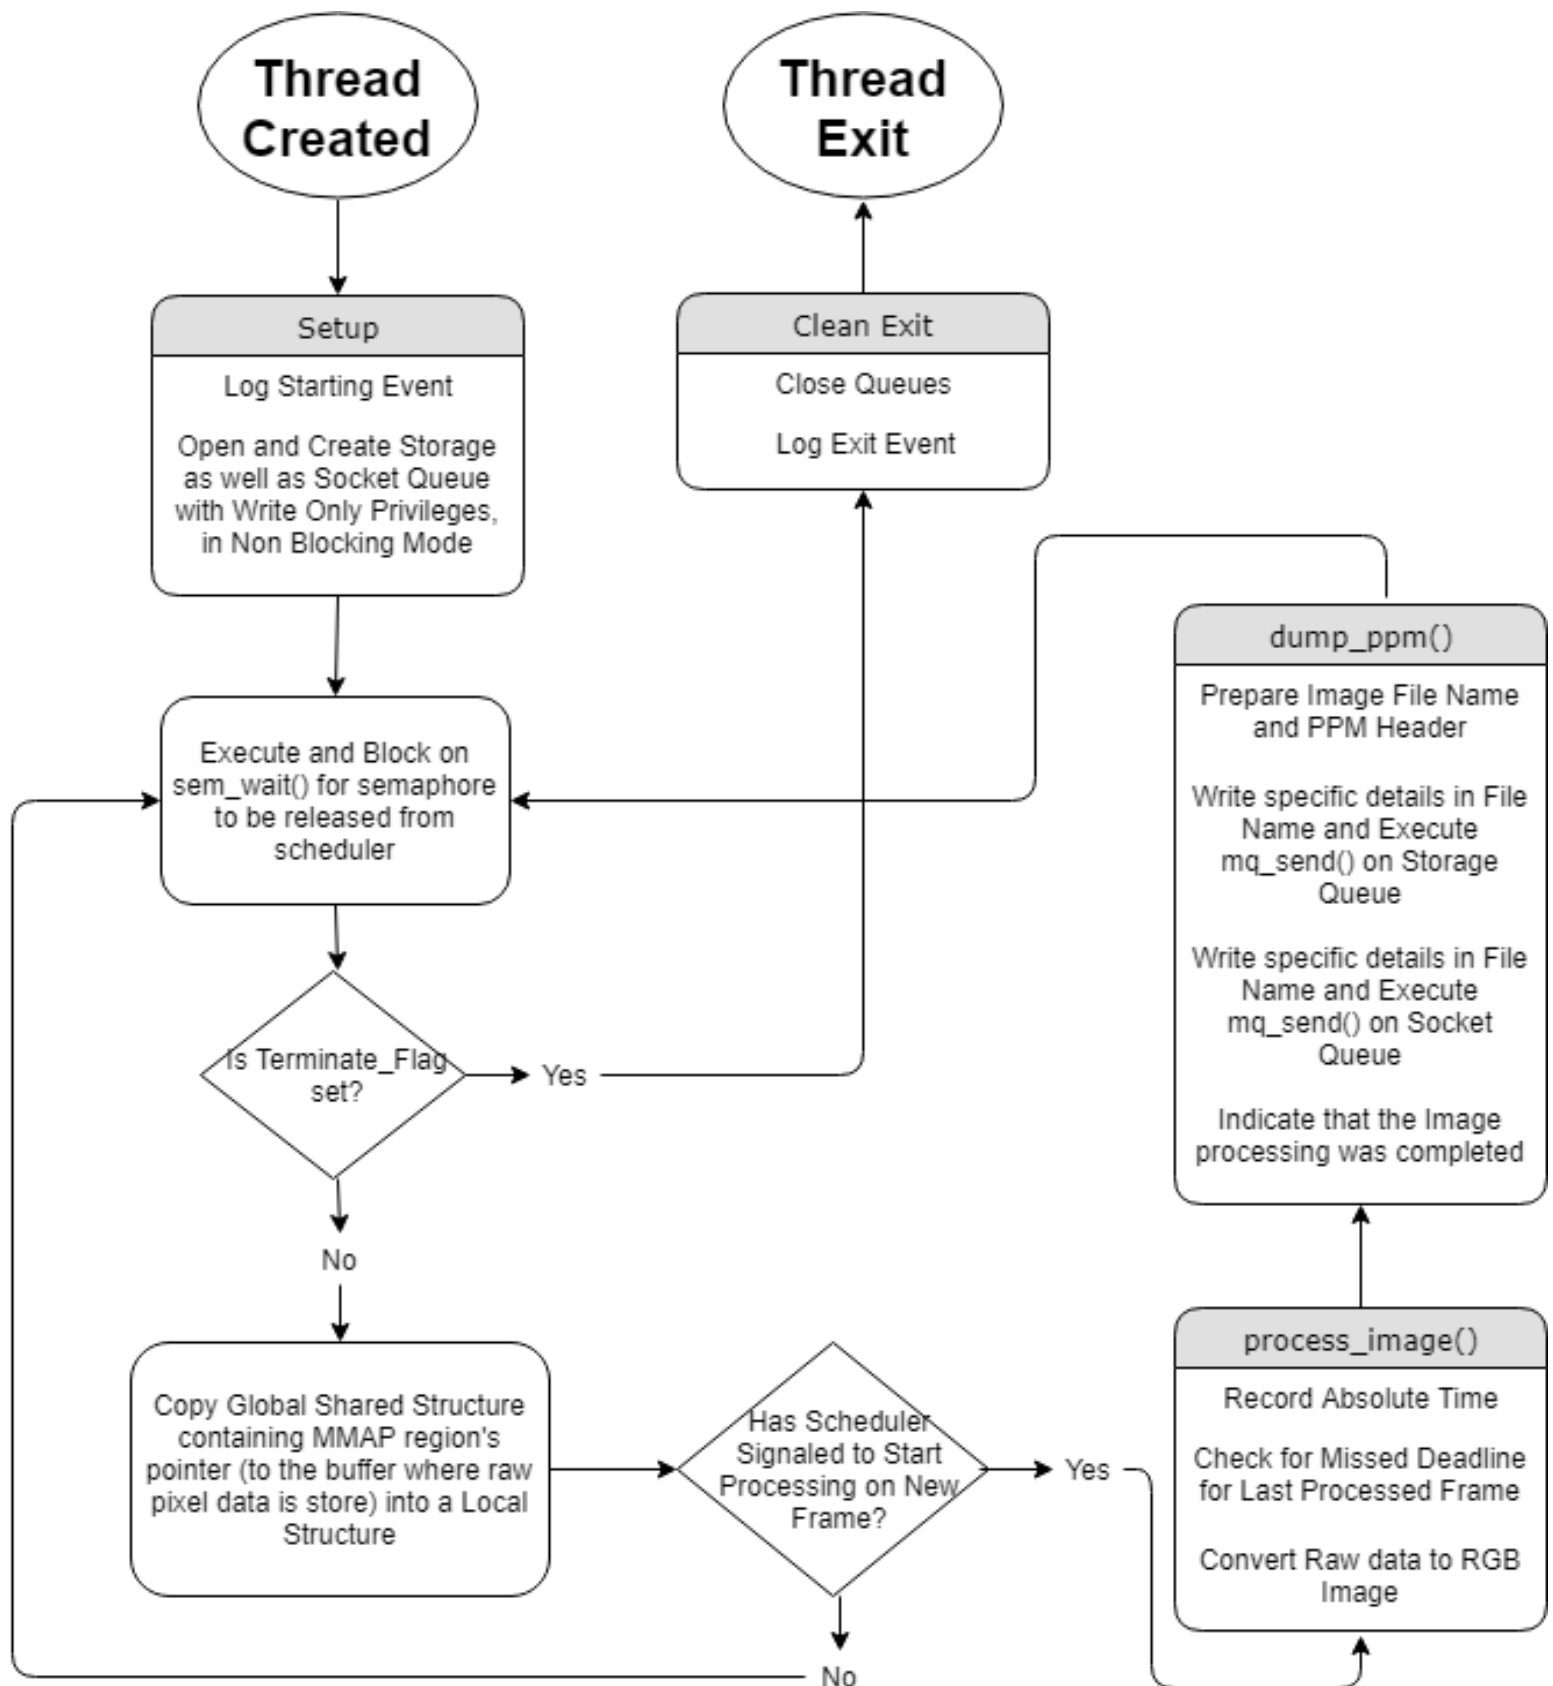 Thread
Created
Thread
Exit
Setup
Log Starting Event
Open and Create Storage
as well as Socket Queue
with Write Only Privileges,
in Non Blocking Mode
Clean Exit
Close Queues
Log Exit Event
Execute and Block on
sem_wait() for semaphore
to be released from
scheduler
Is Terminate_Flag
set?
Yes
No
Copy Global Shared Structure
containing MMAP region's
pointer (to the buffer where raw
pixel data is store) into a Local
Structure
Has Scheduler
Signaled to Start
Processing on New
Frame?
Yes
No
process_image()
Record Absolute Time
Check for Missed Deadline
for Last Processed Frame
Convert Raw data to RGB
Image
dump_ppm()
Prepare Image File Name
and PPM Header
Write specific details in File
Name and Execute
mq_send() on Storage
Queue
Write specific details in File
Name and Execute
mq_send() on Socket
Queue
Indicate that the Image
processing was completed